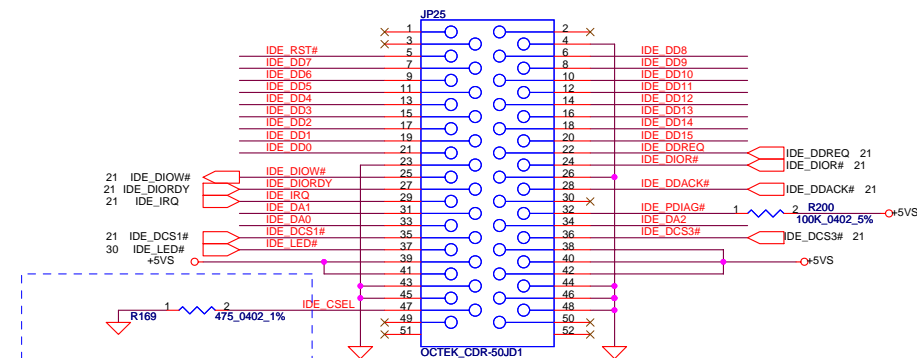 JP25
1 2
3 4
IDE_RST# 5 6 IDE_DD8
IDE_DD7 7 8 IDE_DD9
IDE_DD6 9 10 IDE_DD10
IDE_DD5 11 12 IDE_DD11
IDE_DD4 13 14 IDE_DD12
IDE_DD3 15 16 IDE_DD13
IDE_DD2 17 18 IDE_DD14
IDE_DD1 19 20 IDE_DD15
IDE_DD0 21 22 IDE_DDREQ IDE_DDREQ 21
23 24 IDE_DIOR# IDE_DIOR# 21
21 IDE_DIOW# IDE_DIOW# 25 26
21 IDE_DIORDY IDE_DIORDY 27 28 IDE_DDACK# IDE_DDACK# 21
21 IDE_IRQ IDE_IRQ 29 30
IDE_DA1 31 32 IDE_PDIAG# 1 2 R200 +5VS
100K_0402_5%
IDE_DA0 33 34 IDE_DA2
21 IDE_DCS1# IDE_DCS1# 35 36 IDE_DCS3# IDE_DCS3# 21
30 IDE_LED# IDE_LED# 37 38
+5VS 39 40 +5VS
41 42
43 44
45 46
R169 1 2 475_0402_1% IDE_CSEL 47 48
49 50
51 52
OCTEK_CDR-50JD1